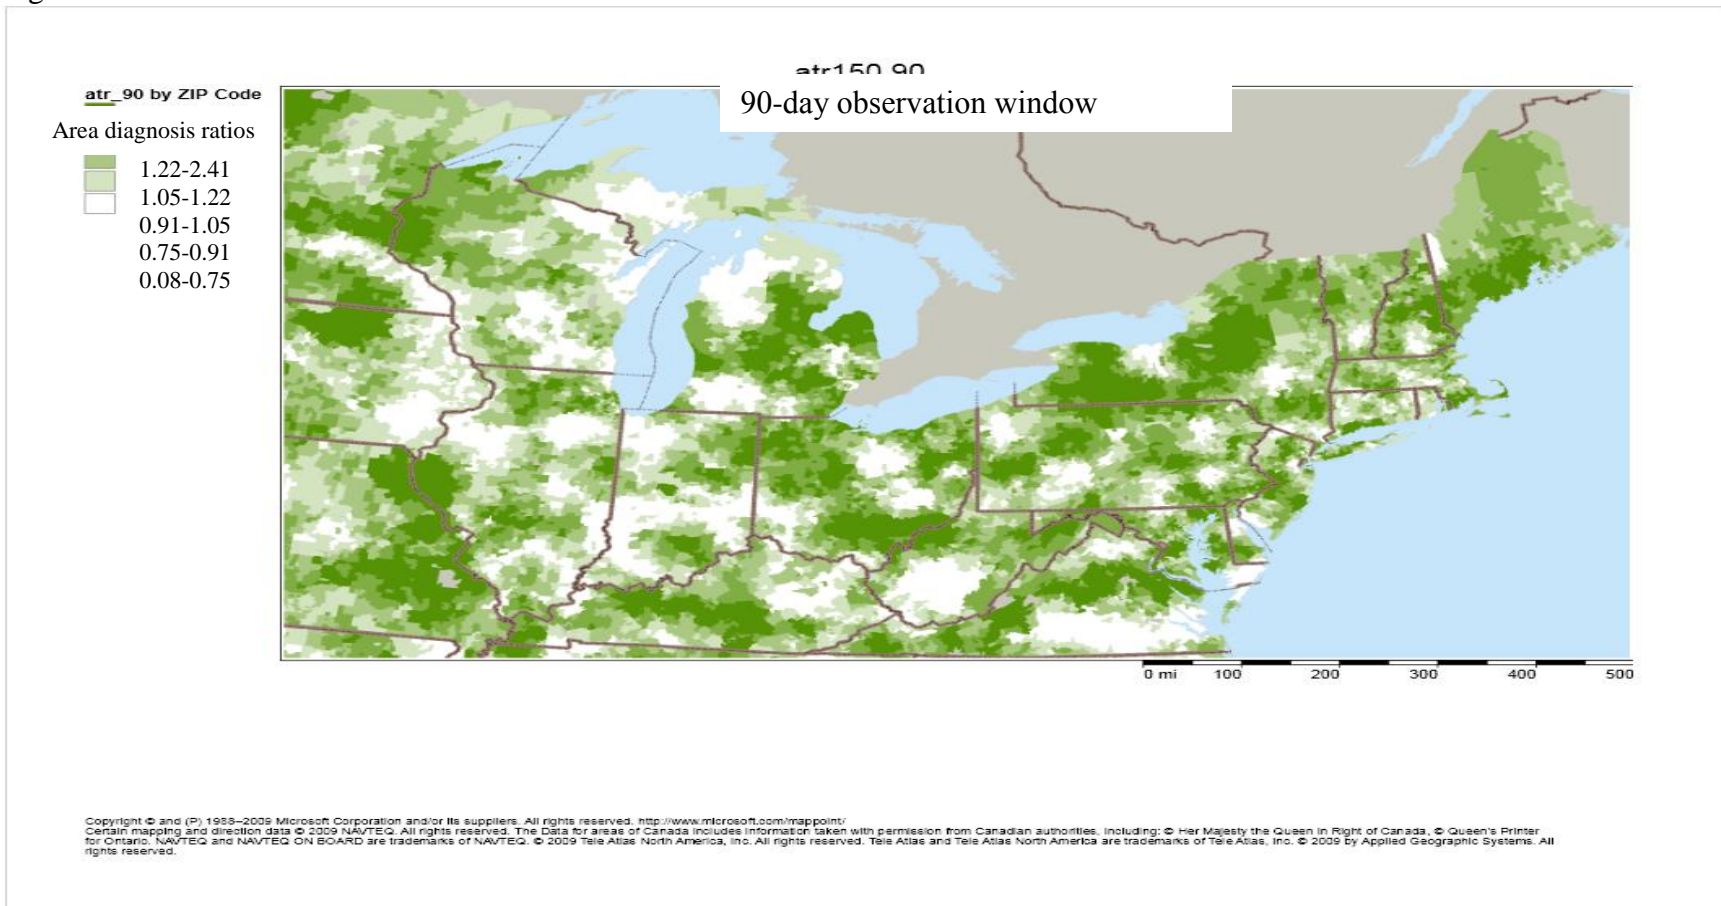 atr150 90
90-day observation window
atr_90 by ZIP Code
Area diagnosis ratios
1.22-2.41
1.05-1.22
0.91-1.05
0.75-0.91
0.08-0.75
0 mi 100 200 300 400 500
Copyright © and (P) 1988–2009 Microsoft Corporation and/or its suppliers. All rights reserved. http://www.microsoft.com/mappoint/
Certain mapping and direction data © 2009 NAVTEQ. All rights reserved. The Data for areas of Canada includes information taken with permission from Canadian authorities, including: © Her Majesty the Queen in Right of Canada, © Queen's Printer
for Ontario. NAVTEQ and NAVTEQ ON BOARD are trademarks of NAVTEQ. © 2009 Tele Atlas North America, Inc. All rights reserved. Tele Atlas and Tele Atlas North America are trademarks of Tele Atlas, Inc. © 2009 by Applied Geographic Systems. All
rights reserved.